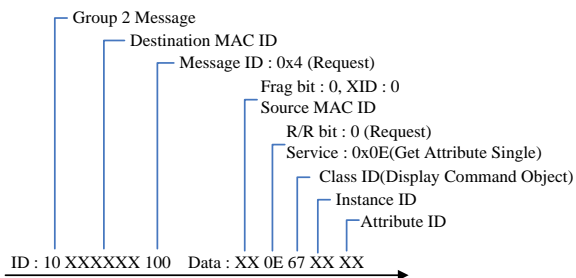 Group 2 Message
Destination MAC ID
Message ID : 0x4 (Request)
Frag bit : 0, XID : 0
Source MAC ID
R/R bit : 0 (Request)
Service : 0x0E(Get Attribute Single)
Class ID(Display Command Object)
Instance ID
Attribute ID
ID : 10 XXXXXX 100 Data : XX 0E 67 XX XX